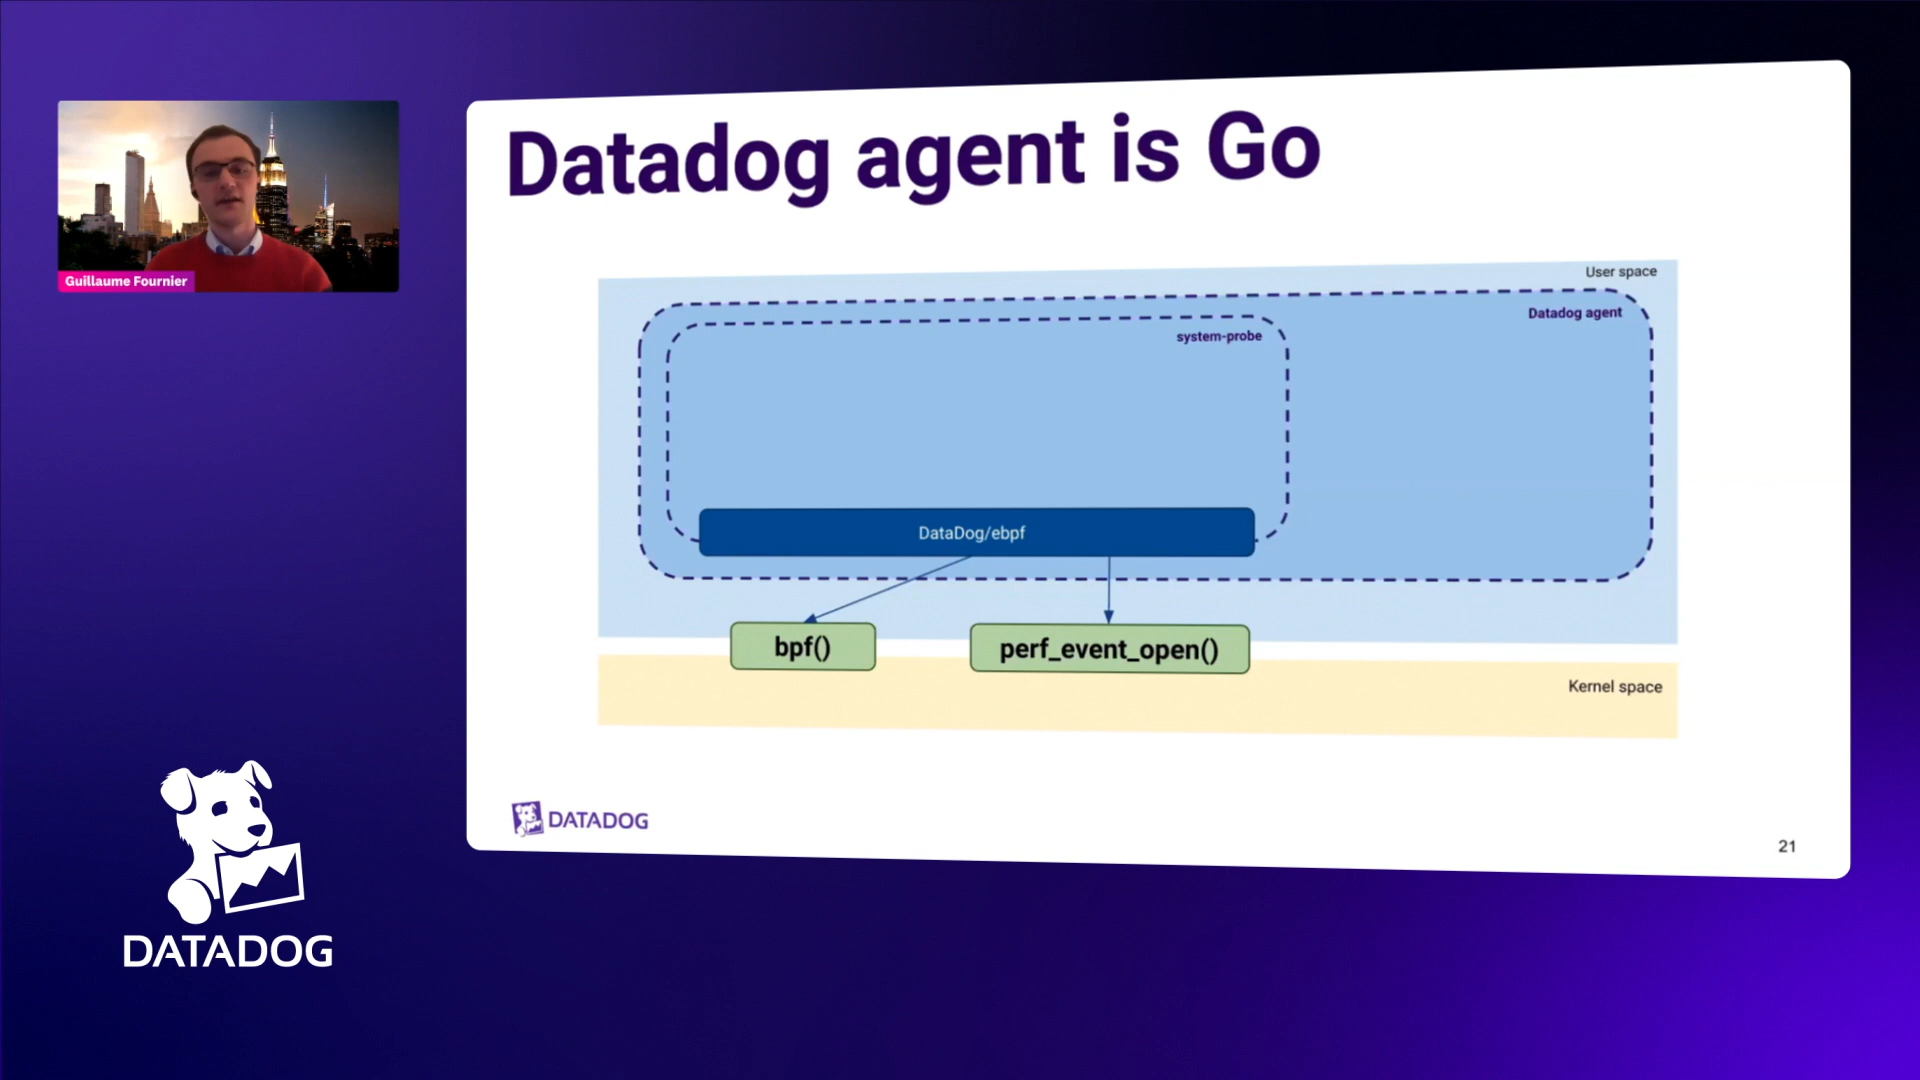 Datadog agent is Go
Guillaume Fournier
User space
Datadog agent
system-probe
DataDog/ebpf
bpf()
perf_event_open()
Kernel space
DATADOG
21
DATADOG